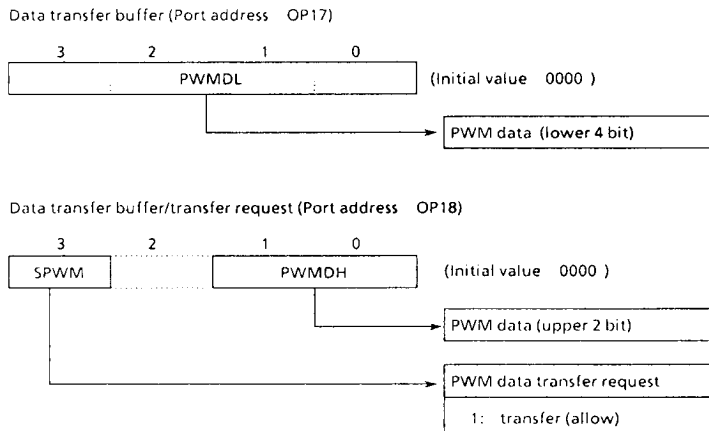 Data transfer buffer (Port address OP17)
3 2 1 0
PWMDL (Initial value 0000 )
PWM data (lower 4 bit)
Data transfer buffer/transfer request (Port address OP18)
3 2 1 0
SPWM PWMDH (Initial value 0000 )
PWM data (upper 2 bit)
PWM data transfer request
1: transfer (allow)